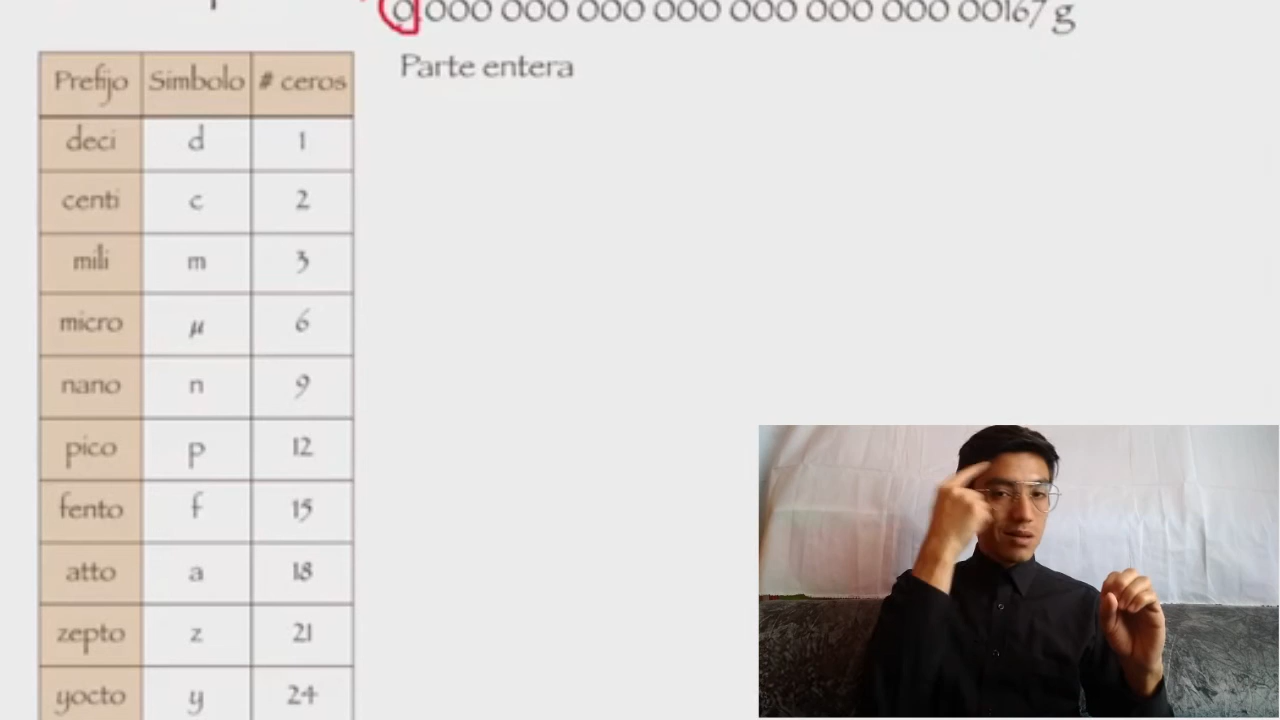 0.000 000 000 000 000 000 000 00167 g
Parte entera
Prefijo Simbolo # ceros
deci d 1
centi c 2
mili m 3
micro μ 6
nano n 9
pico p 12
fento f 15
atto a 18
zepto z 21
yocto y 24